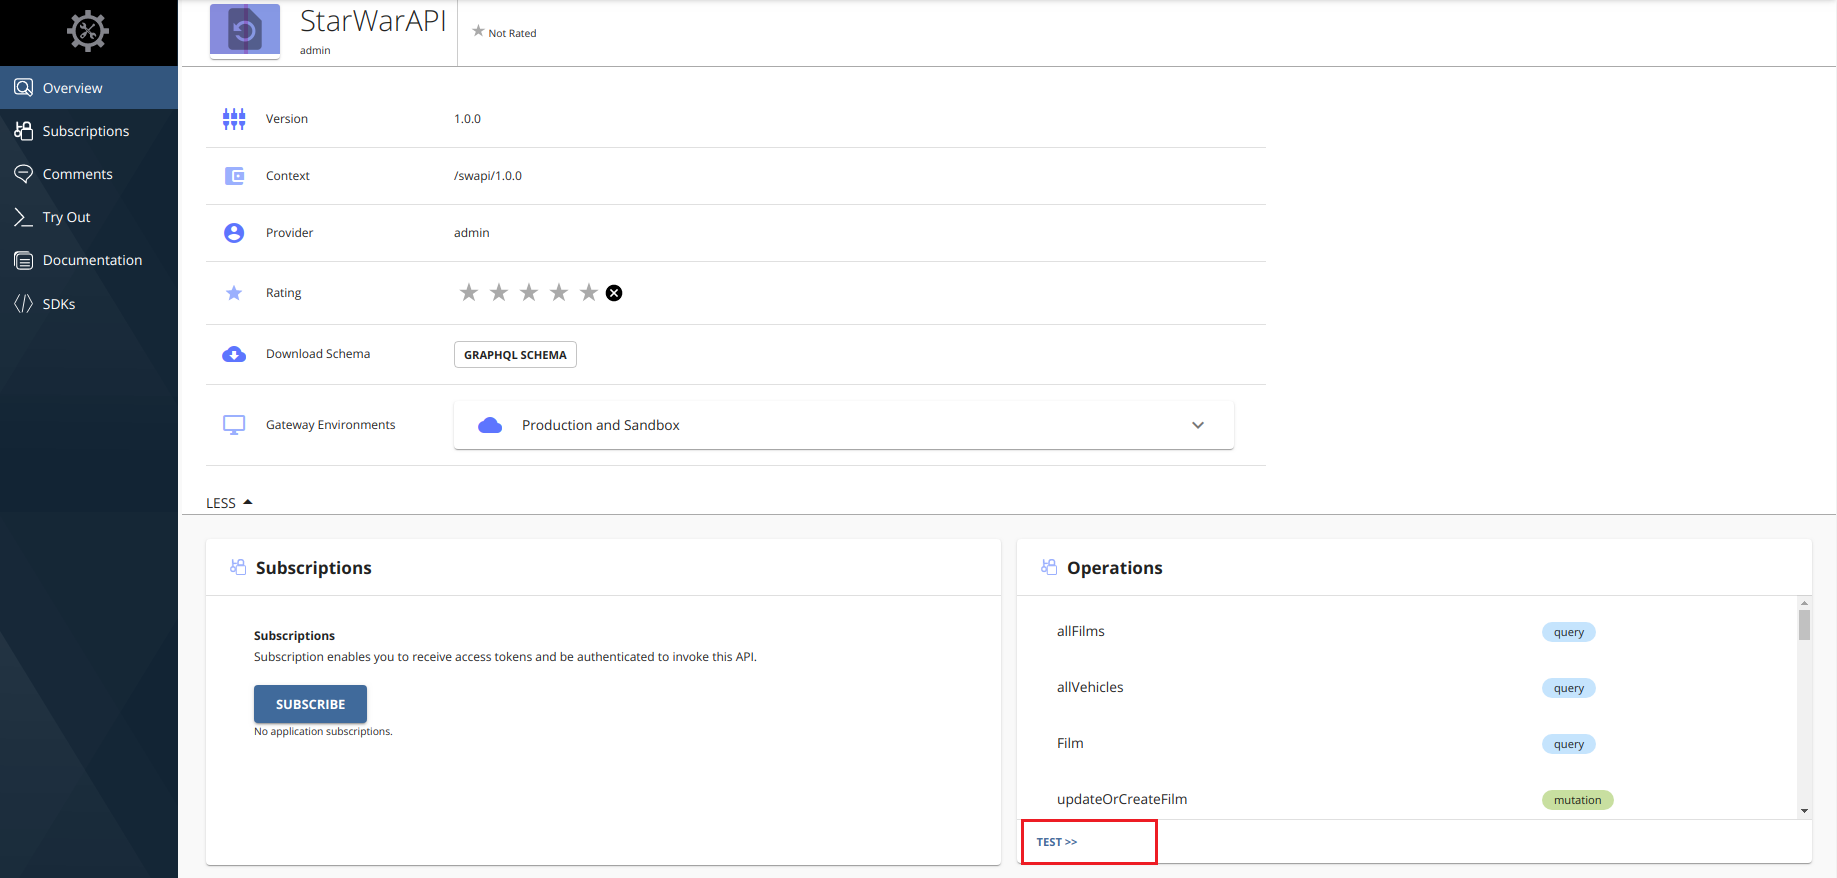 StarWarAPI
admin
Not Rated
Overview
Subscriptions
Comments
Try Out
Documentation
SDKs
Version 1.0.0
Context /swapi/1.0.0
Provider admin
Rating
Download Schema GRAPHQL SCHEMA
Gateway Environments Production and Sandbox
LESS
Subscriptions
Subscriptions
Subscription enables you to receive access tokens and be authenticated to invoke this API.
SUBSCRIBE
No application subscriptions.
Operations
allFilms query
allVehicles query
Film query
updateOrCreateFilm mutation
TEST >>